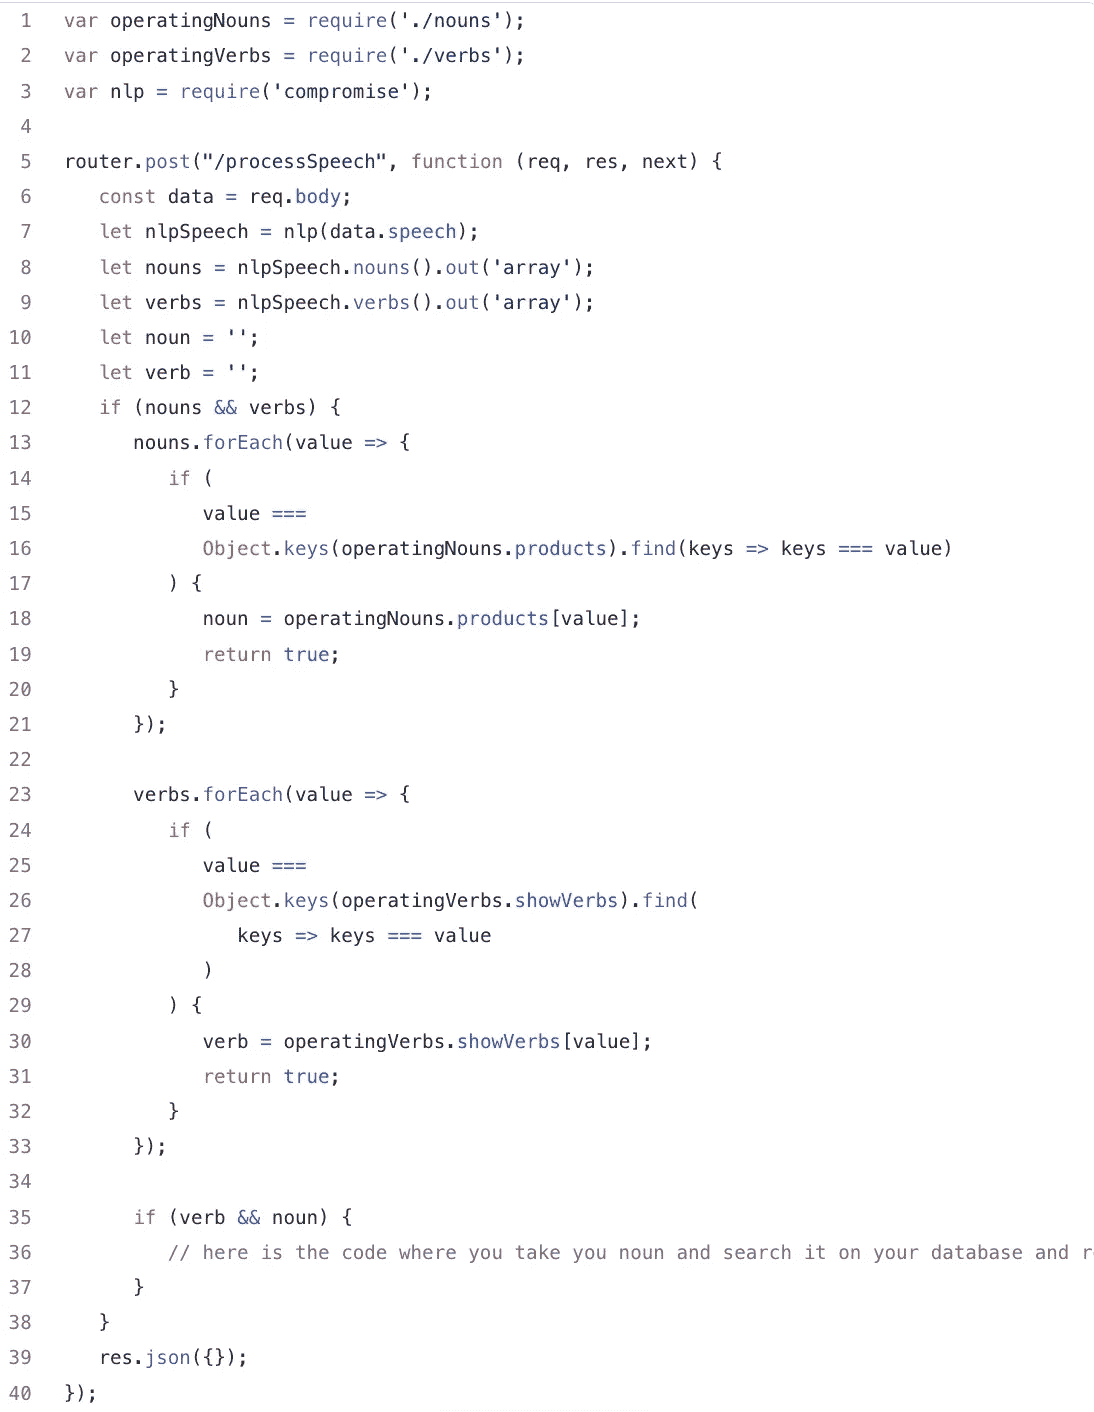 1 var operatingNouns = require('./nouns');
2 var operatingVerbs = require('./verbs');
3 var nlp = require('compromise');
4
5 router.post("/processSpeech", function (req, res, next) {
6 const data = req.body;
7 let nlpSpeech = nlp(data.speech);
8 let nouns = nlpSpeech.nouns().out('array');
9 let verbs = nlpSpeech.verbs().out('array');
10 let noun = '';
11 let verb = '';
12 if (nouns && verbs) {
13 nouns.forEach(value => {
14 if (
15 value ===
16 Object.keys(operatingNouns.products).find(keys => keys === value)
17 ) {
18 noun = operatingNouns.products[value];
19 return true;
20 }
21 });
22
23 verbs.forEach(value => {
24 if (
25 value ===
26 Object.keys(operatingVerbs.showVerbs).find(
27 keys => keys === value
28 )
29 ) {
30 verb = operatingVerbs.showVerbs[value];
31 return true;
32 }
33 });
34
35 if (verb && noun) {
36 // here is the code where you take you noun and search it on your database and
37 }
38 }
39 res.json({});
40 });